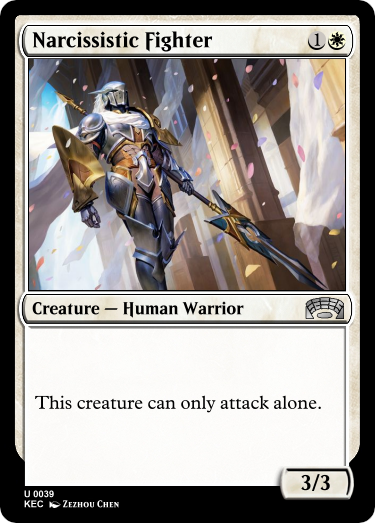 Narcissistic Fighter 1
Creature — Human Warrior
This creature can only attack alone.
3/3
U 0039
KEC Zezhou Chen